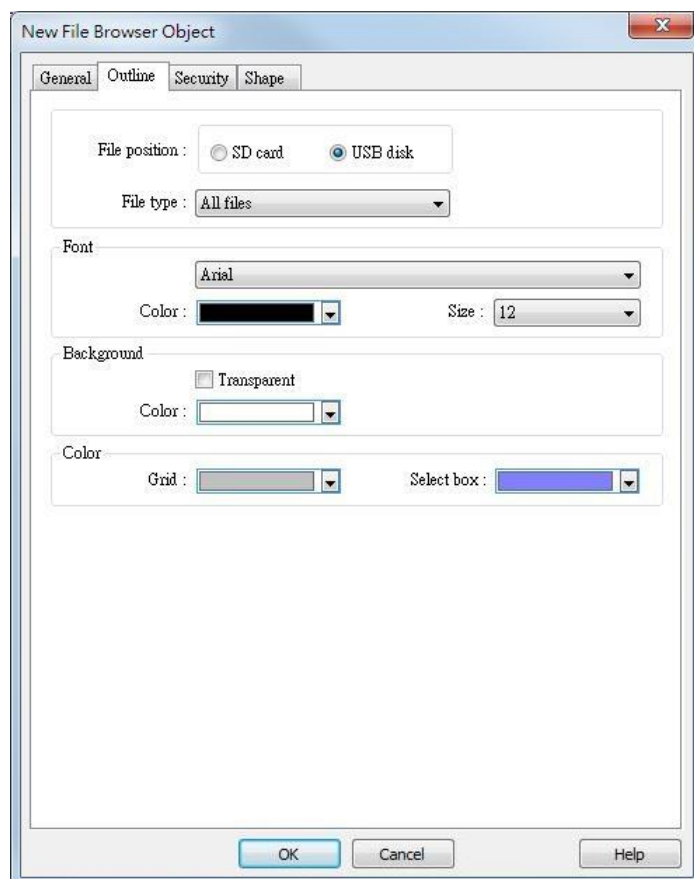 New File Browser Object
General Outline Security Shape
File position : SD card USB disk
File type : All files
Font
Arial
Color : Size : 12
Background
Transparent
Color :
Color
Grid : Select box :
OK Cancel Help